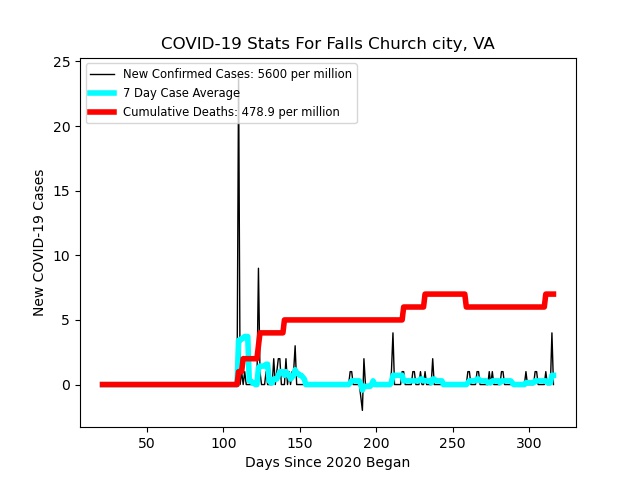 COVID-19 Stats For Falls Church city, VA
New Confirmed Cases: 5600 per million
7 Day Case Average
Cumulative Deaths: 478.9 per million
New COVID-19 Cases
25
20
15
10
5
0
50 100 150 200 250 300
Days Since 2020 Began